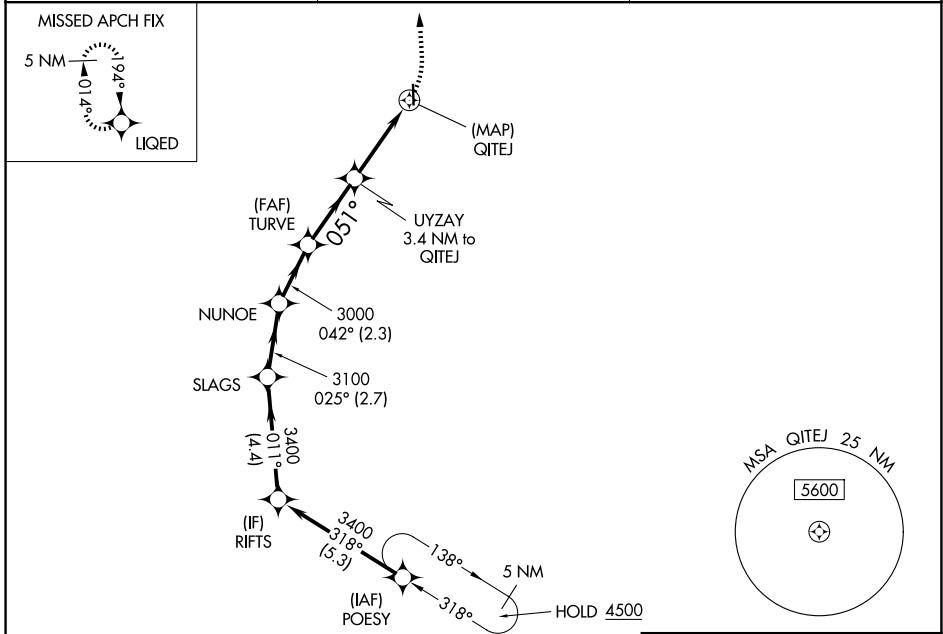 MISSED APCH FIX
5 NM
194°
014°
LIQED
(MAP)
QITEJ
(FAF)
TURVE
051°
UYZAY
3.4 NM to
QITEJ
NUNOE
3000
042° (2.3)
SLAGS
3100
025° (2.7)
3400
011°
(4.4)
(IF)
RIFTS
3400
318°
(5.3)
138°
5 NM
318°
HOLD 4500
(IAF)
POESY
MSA QITEJ 25 NM
5600